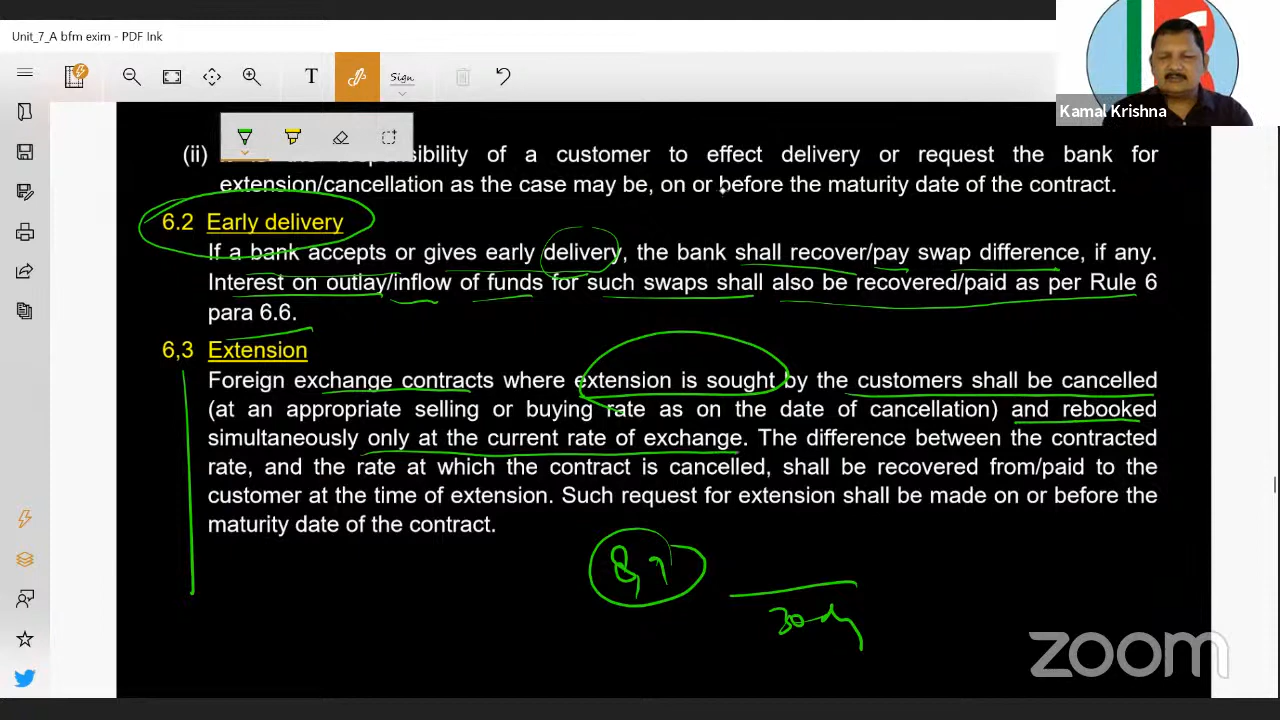 Unit_7_A bfm exim - PDF Ink
Kamal Krishna
T
Sign
(ii) responsibility of a customer to effect delivery or request the bank for
extension/cancellation as the case may be, on or before the maturity date of the contract.
6.2 Early delivery
If a bank accepts or gives early delivery, the bank shall recover/pay swap difference, if any.
Interest on outlay/inflow of funds for such swaps shall also be recovered/paid as per Rule 6
para 6.6.
6,3 Extension
Foreign exchange contracts where extension is sought by the customers shall be cancelled
(at an appropriate selling or buying rate as on the date of cancellation) and rebooked
simultaneously only at the current rate of exchange. The difference between the contracted
rate, and the rate at which the contract is cancelled, shall be recovered from/paid to the
customer at the time of extension. Such request for extension shall be made on or before the
maturity date of the contract.
zoom